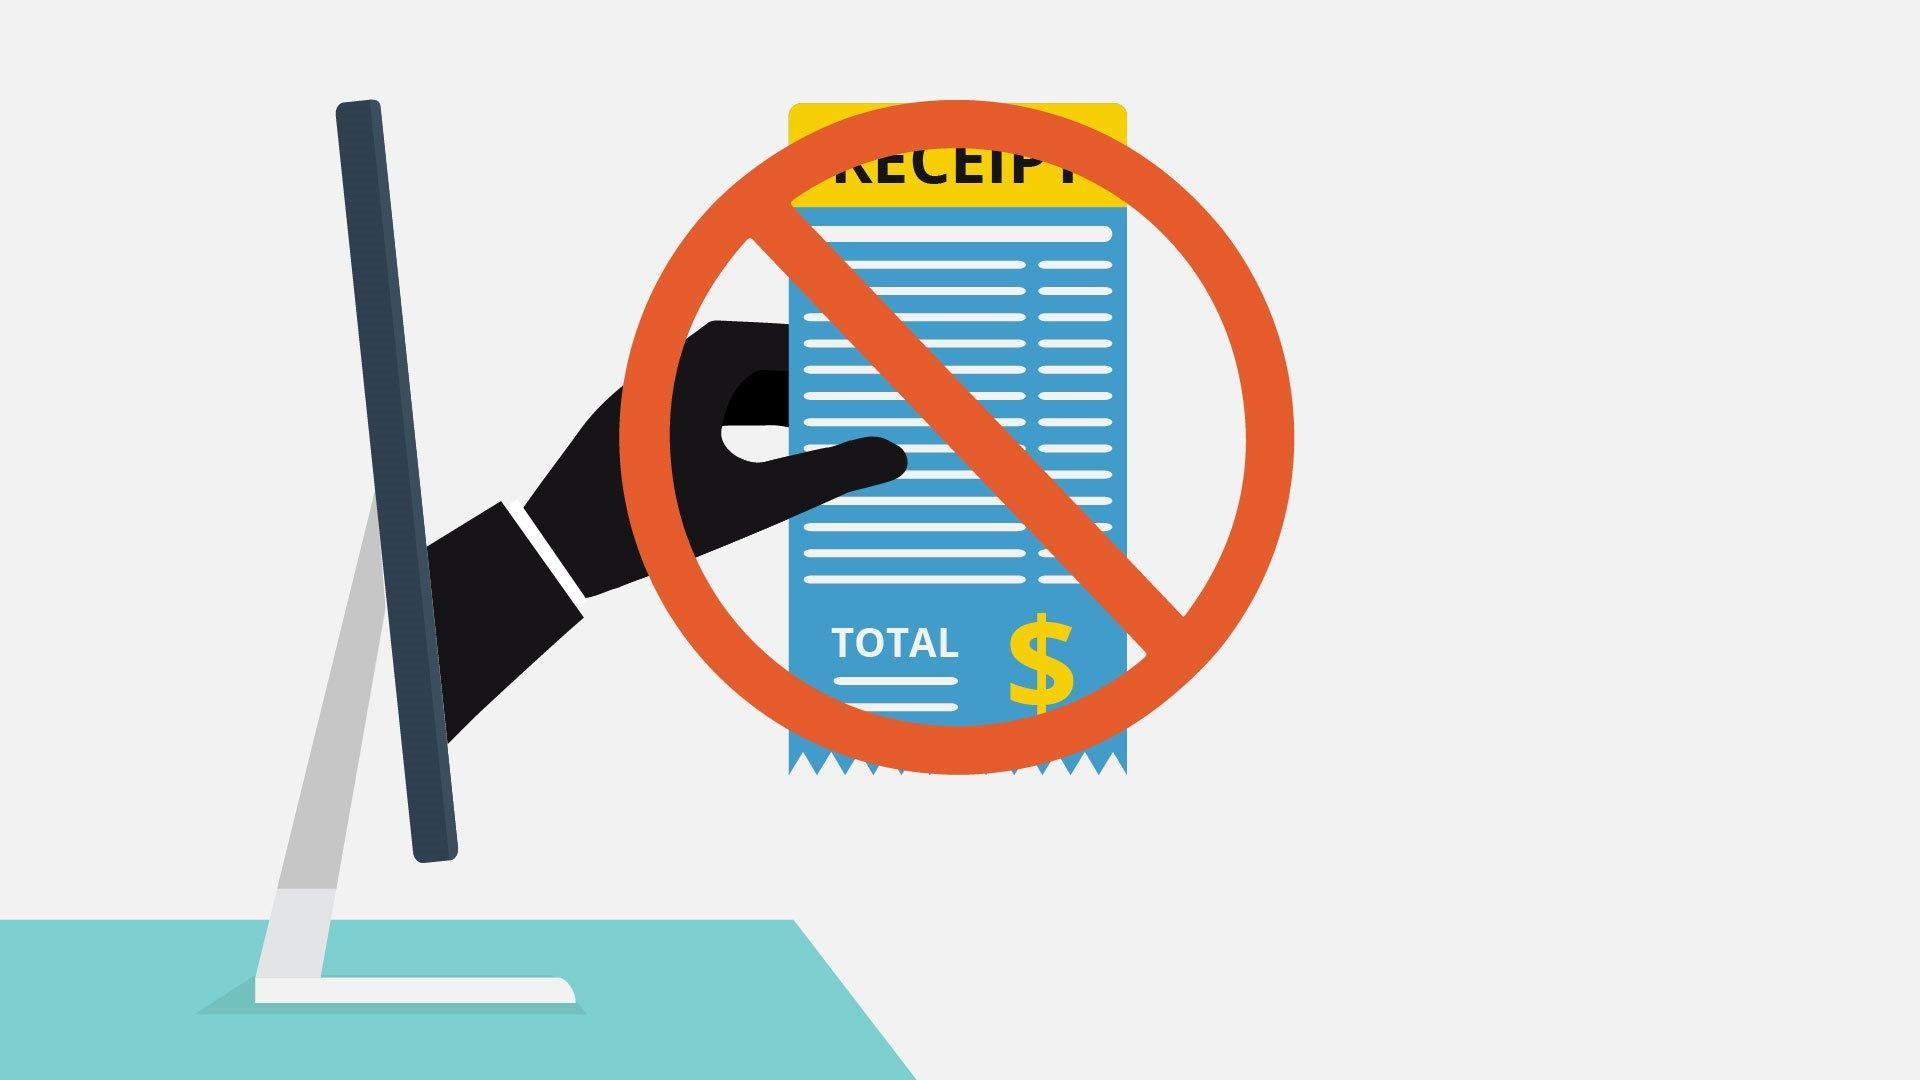 RECEIPT
TOTAL
$